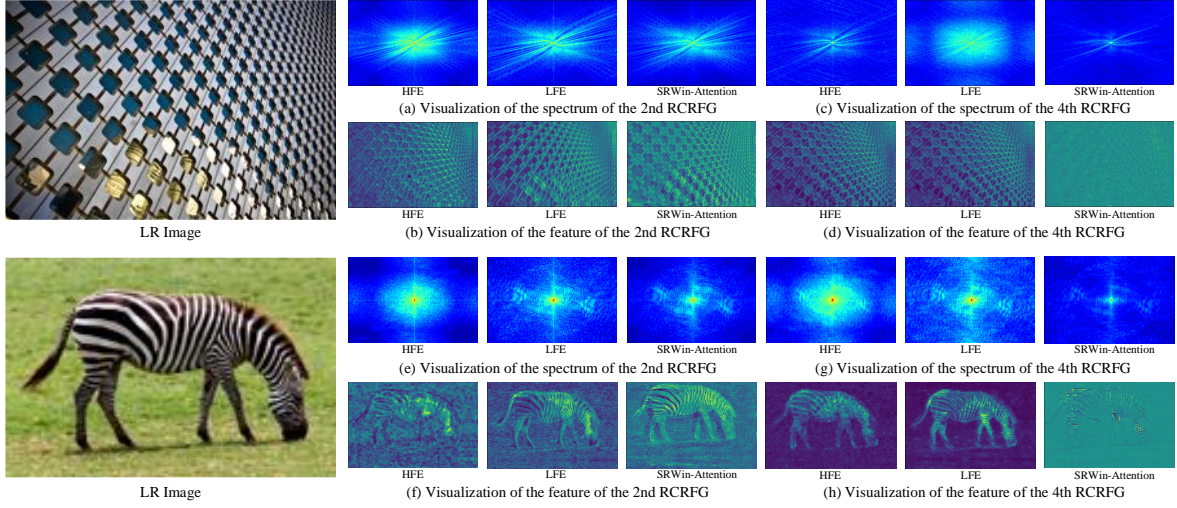 HFE LFE SRWin-Attention
(a) Visualization of the spectrum of the 2nd RCRFG
HFE LFE SRWin-Attention
(c) Visualization of the spectrum of the 4th RCRFG
HFE LFE SRWin-Attention
(b) Visualization of the feature of the 2nd RCRFG
HFE LFE SRWin-Attention
(d) Visualization of the feature of the 4th RCRFG
LR Image
HFE LFE SRWin-Attention
(e) Visualization of the spectrum of the 2nd RCRFG
HFE LFE SRWin-Attention
(g) Visualization of the spectrum of the 4th RCRFG
HFE LFE SRWin-Attention
(f) Visualization of the feature of the 2nd RCRFG
HFE LFE SRWin-Attention
(h) Visualization of the feature of the 4th RCRFG
LR Image